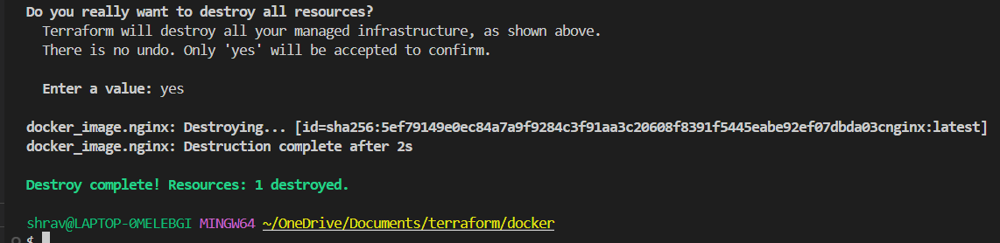 Do you really want to destroy all resources?
Terraform will destroy all your managed infrastructure, as shown above.
There is no undo. Only 'yes' will be accepted to confirm.
Enter a value: yes
docker_image.nginx: Destroying... [id=sha256:5ef79149e0ec84a7a9f9284c3f91aa3c20608f8391f5445eabe92ef07dbda03cnginx:latest]
docker_image.nginx: Destruction complete after 2s
Destroy complete! Resources: 1 destroyed.
shrav@LAPTOP-0MELEBGI MINGW64 ~/OneDrive/Documents/terraform/docker
$